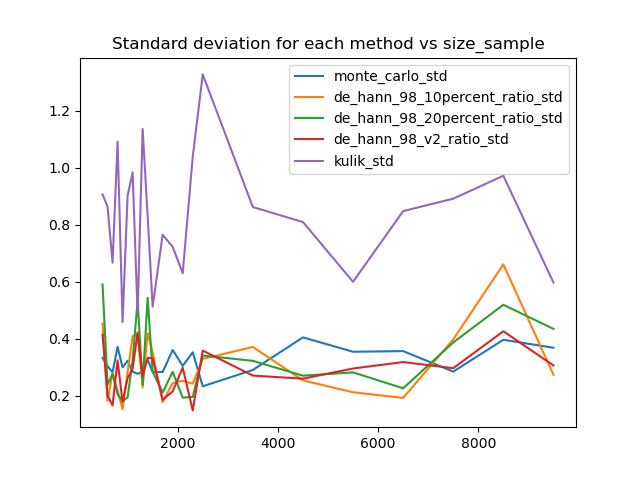 Standard deviation for each method vs size_sample
monte_carlo_std
de_hann_98_10percent_ratio_std
de_hann_98_20percent_ratio_std
de_hann_98_v2_ratio_std
kulik_std
1.2
1.0
0.8
0.6
0.4
0.2
2000 4000 6000 8000